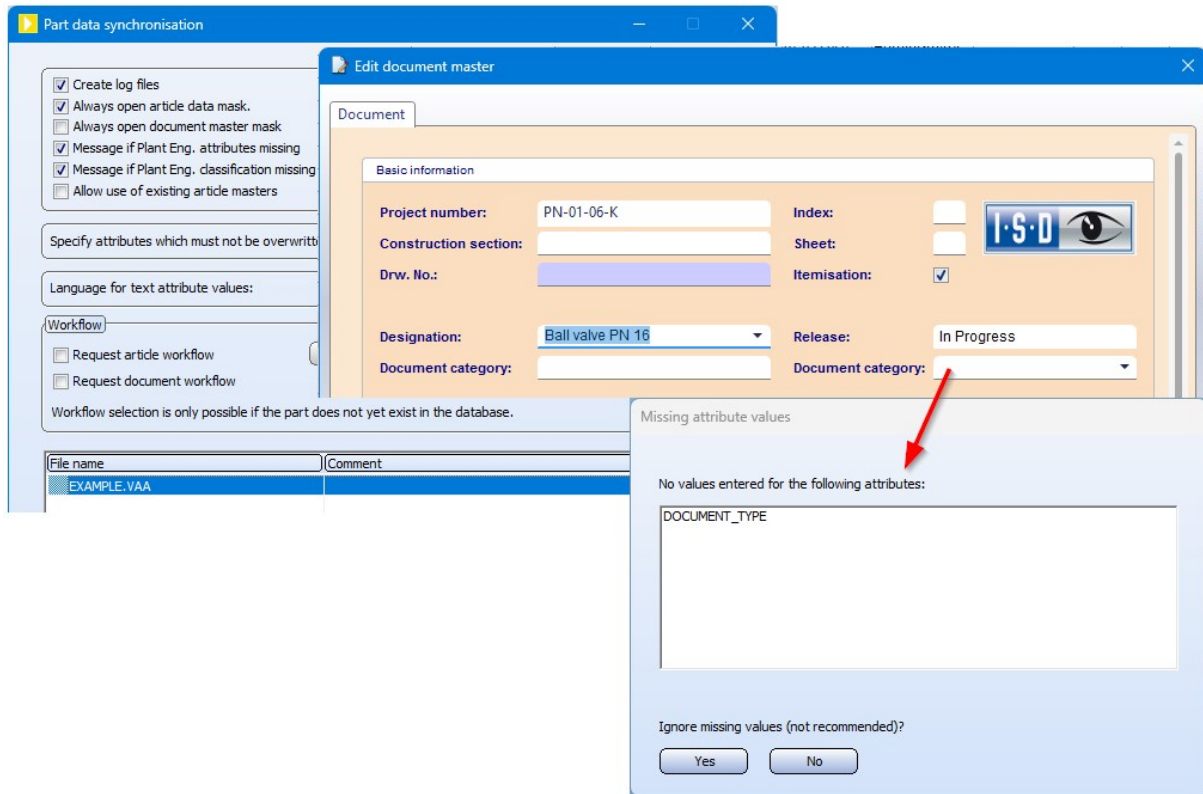 Part data synchronisation
Create log files
Always open article data mask.
Always open document master mask
Message if Plant Eng. attributes missing
Message if Plant Eng. classification missing
Allow use of existing article masters
Specify attributes which must not be overwritt
Language for text attribute values:
Workflow
Request article workflow
Request document workflow
Workflow selection is only possible if the part does not yet exist in the database.
File name Comment
EXAMPLE.VAA
Edit document master
Document
Basic information
Project number: PN-01-06-K Index:
Construction section: Sheet:
Drw. No.: Itemisation:
I·S·D
Designation: Ball valve PN 16 Release: In Progress
Document category: Document category:
Missing attribute values
No values entered for the following attributes:
DOCUMENT_TYPE
Ignore missing values (not recommended)?
Yes No